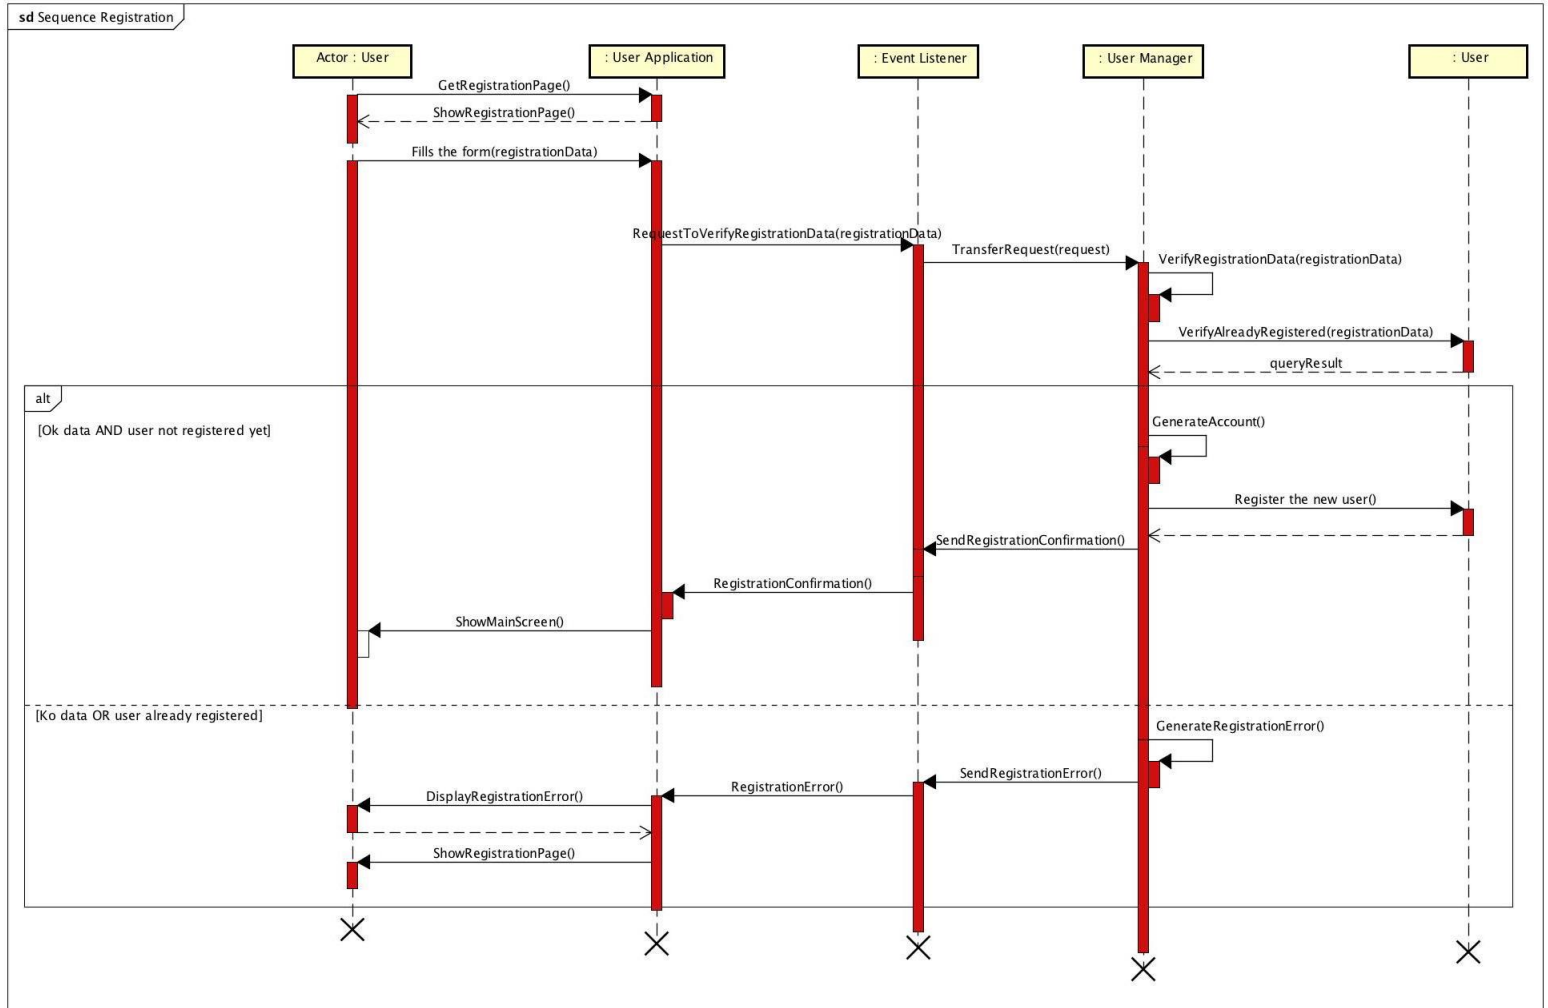 sd Sequence Registration
Actor : User
: User Application
: Event Listener
: User Manager
: User
GetRegistrationPage()
ShowRegistrationPage()
Fills the form(registrationData)
RequestToVerifyRegistrationData(registrationData)
TransferRequest(request)
VerifyRegistrationData(registrationData)
VerifyAlreadyRegistered(registrationData)
queryResult
alt
[Ok data AND user not registered yet]
GenerateAccount()
Register the new user()
SendRegistrationConfirmation()
RegistrationConfirmation()
ShowMainScreen()
[Ko data OR user already registered]
GenerateRegistrationError()
SendRegistrationError()
RegistrationError()
DisplayRegistrationError()
ShowRegistrationPage()